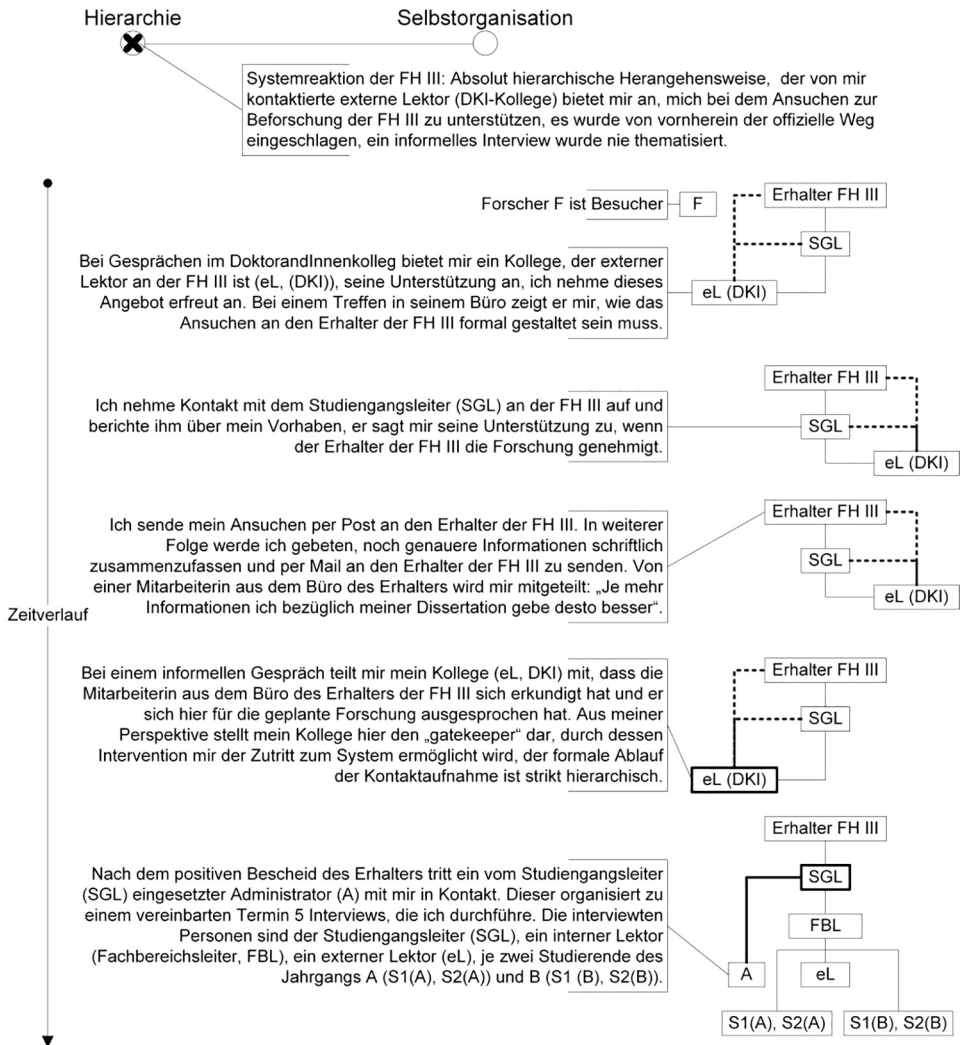 Hierarchie
Selbstorganisation
Systemreaktion der FH III: Absolut hierarchische Herangehensweise, der von mir
kontaktierte externe Lektor (DKI-Kollege) bietet mir an, mich bei dem Ansuchen zur
Beforschung der FH III zu unterstützen, es wurde von vornherein der offizielle Weg
eingeschlagen, ein informelles Interview wurde nie thematisiert.
Zeitverlauf
Forscher F ist Besucher
F
Erhalter FH III
SGL
eL (DKI)
Bei Gesprächen im DoktorandInnenkolleg bietet mir ein Kollege, der externer
Lektor an der FH III ist (eL, (DKI)), seine Unterstützung an, ich nehme dieses
Angebot erfreut an. Bei einem Treffen in seinem Büro zeigt er mir, wie das
Ansuchen an den Erhalter der FH III formal gestaltet sein muss.
Erhalter FH III
SGL
eL (DKI)
Ich nehme Kontakt mit dem Studiengangsleiter (SGL) an der FH III auf und
berichte ihm über mein Vorhaben, er sagt mir seine Unterstützung zu, wenn
der Erhalter der FH III die Forschung genehmigt.
Erhalter FH III
SGL
eL (DKI)
Ich sende mein Ansuchen per Post an den Erhalter der FH III. In weiterer
Folge werde ich gebeten, noch genauere Informationen schriftlich
zusammenzufassen und per Mail an den Erhalter der FH III zu senden. Von
einer Mitarbeiterin aus dem Büro des Erhalters wird mir mitgeteilt: „Je mehr
Informationen ich bezüglich meiner Dissertation gebe desto besser“.
Erhalter FH III
SGL
eL (DKI)
Bei einem informellen Gespräch teilt mir mein Kollege (eL, DKI) mit, dass die
Mitarbeiterin aus dem Büro des Erhalters der FH III sich erkundigt hat und er
sich hier für die geplante Forschung ausgesprochen hat. Aus meiner
Perspektive stellt mein Kollege hier den „gatekeeper“ dar, durch dessen
Intervention mir der Zutritt zum System ermöglicht wird, der formale Ablauf
der Kontaktaufnahme ist strikt hierarchisch.
Erhalter FH III
SGL
FBL
A
eL
S1(A), S2(A)
S1(B), S2(B)
Nach dem positiven Bescheid des Erhalters tritt ein vom Studiengangsleiter
(SGL) eingesetzter Administrator (A) mit mir in Kontakt. Dieser organisiert zu
einem vereinbarten Termin 5 Interviews, die ich durchführe. Die interviewten
Personen sind der Studiengangsleiter (SGL), ein interner Lektor
(Fachbereichsleiter, FBL), ein externer Lektor (eL), je zwei Studierende des
Jahrgangs A (S1(A), S2(A)) und B (S1 (B), S2(B)).